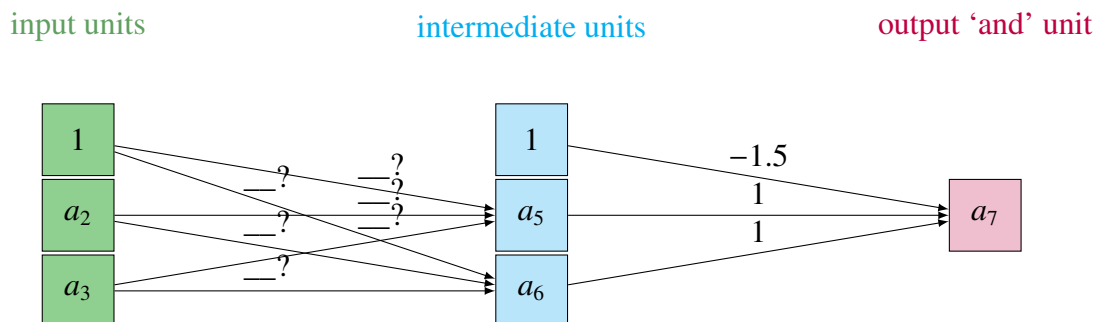 input units
intermediate units
output ‘and’ unit
1
1
−1.5
__?
__?
__?
1
a2
__?
__?
a5
a7
1
__?
a3
a6